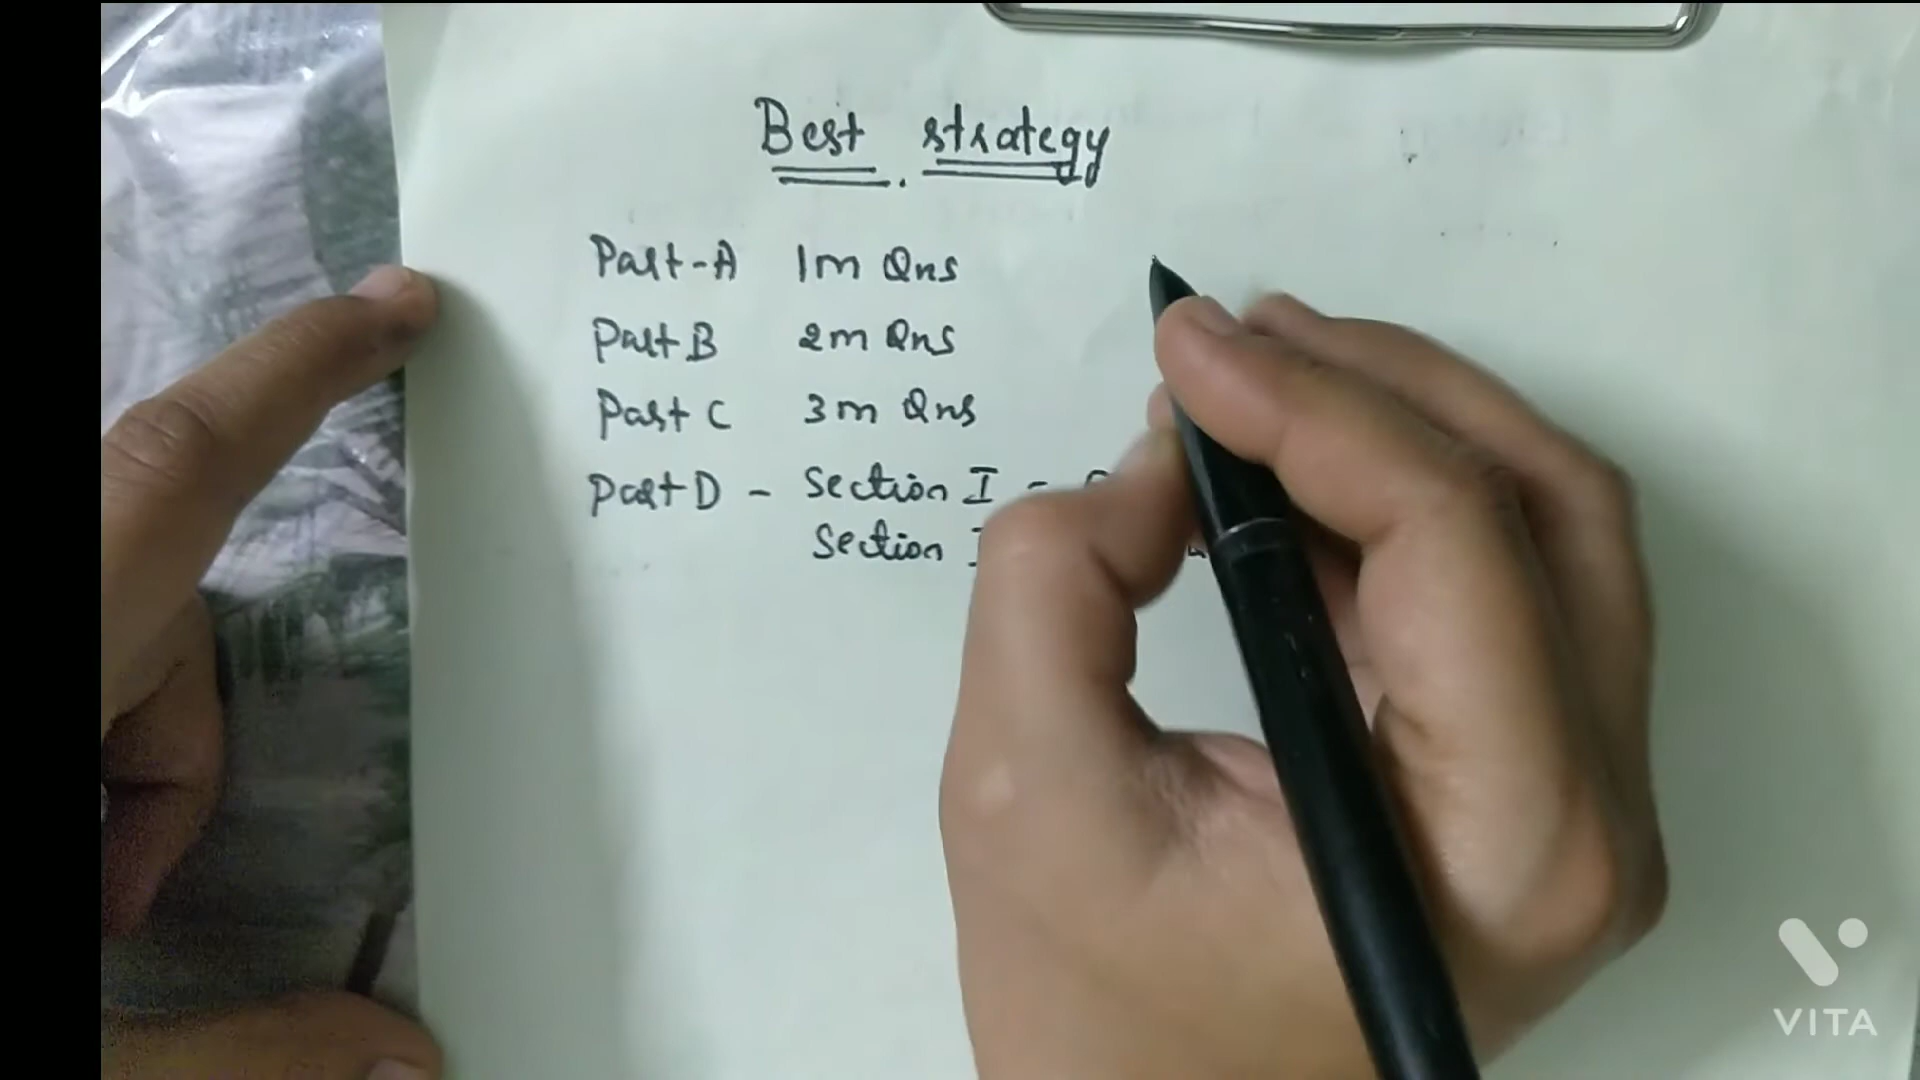 Best strategy
Part-A 1m Qns
Part B 2m Qns
Part C 3m Qns
Part D - Section I -
Section
VITA